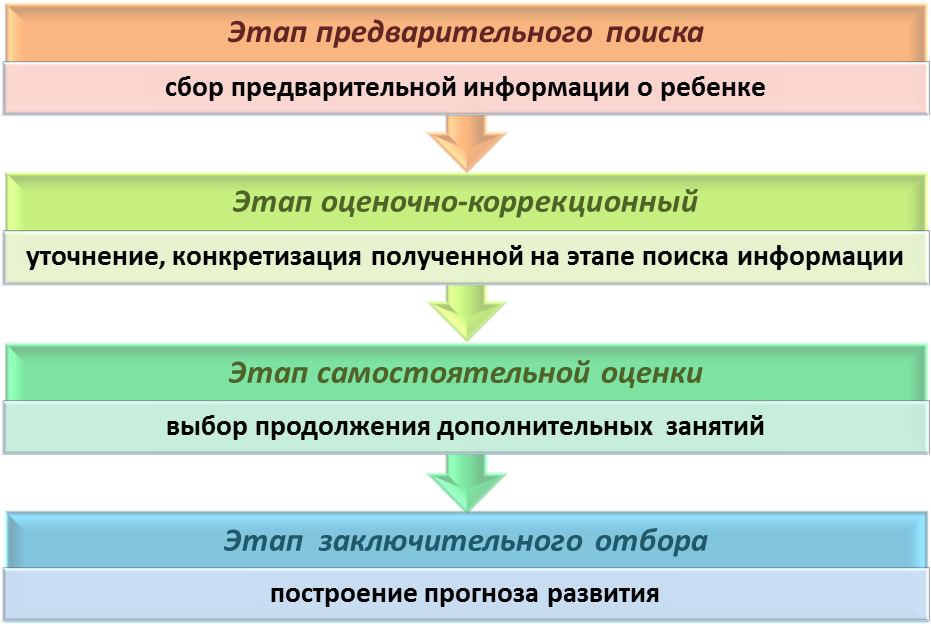 Этап предварительного поиска
сбор предварительной информации о ребенке
Этап оценочно-коррекционный
уточнение, конкретизация полученной на этапе поиска информации
Этап самостоятельной оценки
выбор продолжения дополнительных занятий
Этап заключительного отбора
построение прогноза развития